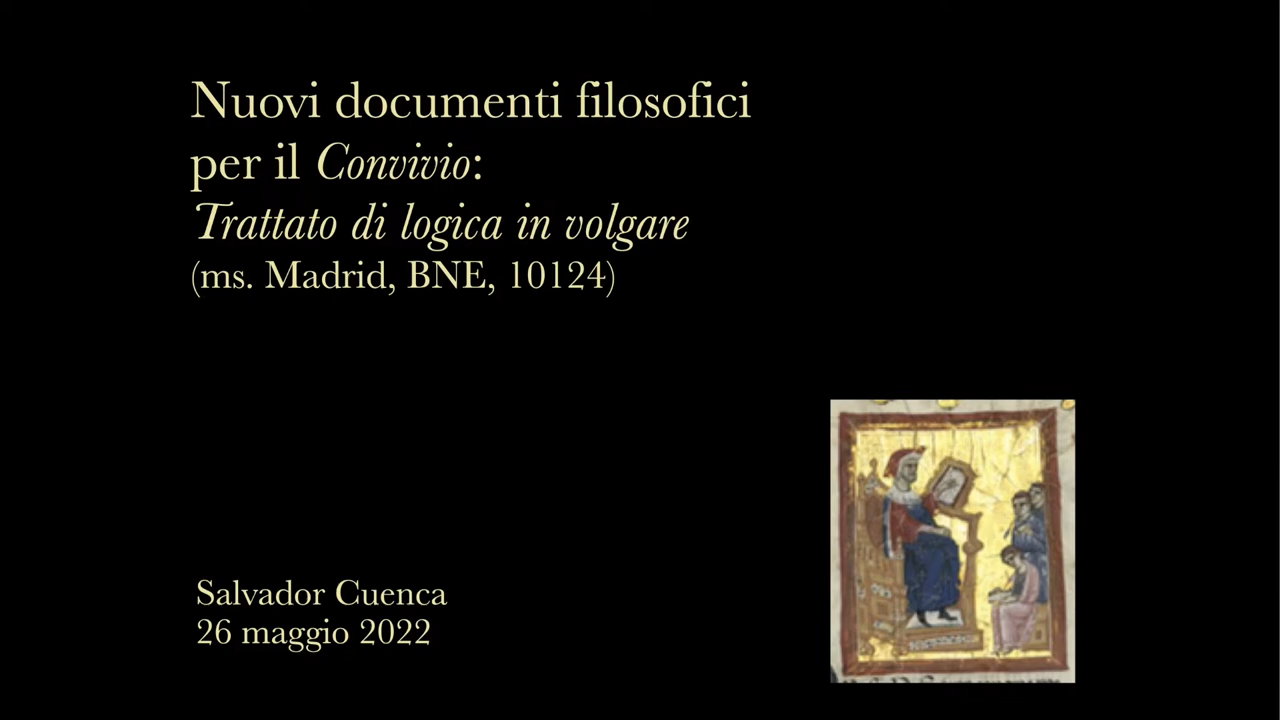 Nuovi documenti filosofici
per il Convivio:
Trattato di logica in volgare
(ms. Madrid, BNE, 10124)
Salvador Cuenca
26 maggio 2022